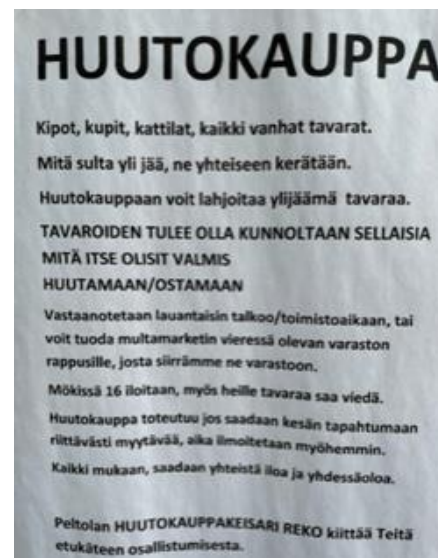 HUUTOKAUPPA
Kipot, kupit, kattilat, kaikki vanhat tavarat.
Mitä sulta yli jää, ne yhteiseen kerätään.
Huutokauppaan voit lahjoitaa ylijäämä tavaraa.
TAVAROIDEN TULEE OLLA KUNNOLTAAN SELLAISIA
MITÄ ITSE OLISIT VALMIS
HUUTAMAAN/OSTAMAAN
Vastaanotetaan lauantaisin talkoo/toimistoaikaan, tai
voit tuoda multamarketin vieressä olevan varaston
rappusille, josta siirrämme ne varastoon.
Mökissä 16 iloitaan, myös heille tavaraa saa viedä.
Huutokauppa toteutuu jos saadaan kesän tapahtumaan
riittävästi myytävää, aika ilmoitetaan myöhemmin.
Kaikki mukaan, saadaan yhteistä iloa ja yhdessäoloa.
Peltolan HUUTOKAUPPAKEISARI REKO kiittää Teitä
etukäteen osallistumisesta.